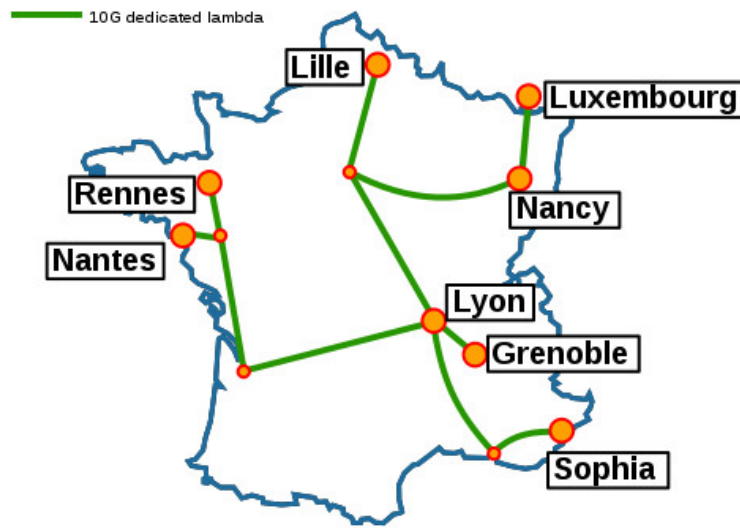 10G dedicated lambda
Lille
Luxembourg
Rennes
Nancy
Nantes
Lyon
Grenoble
Sophia